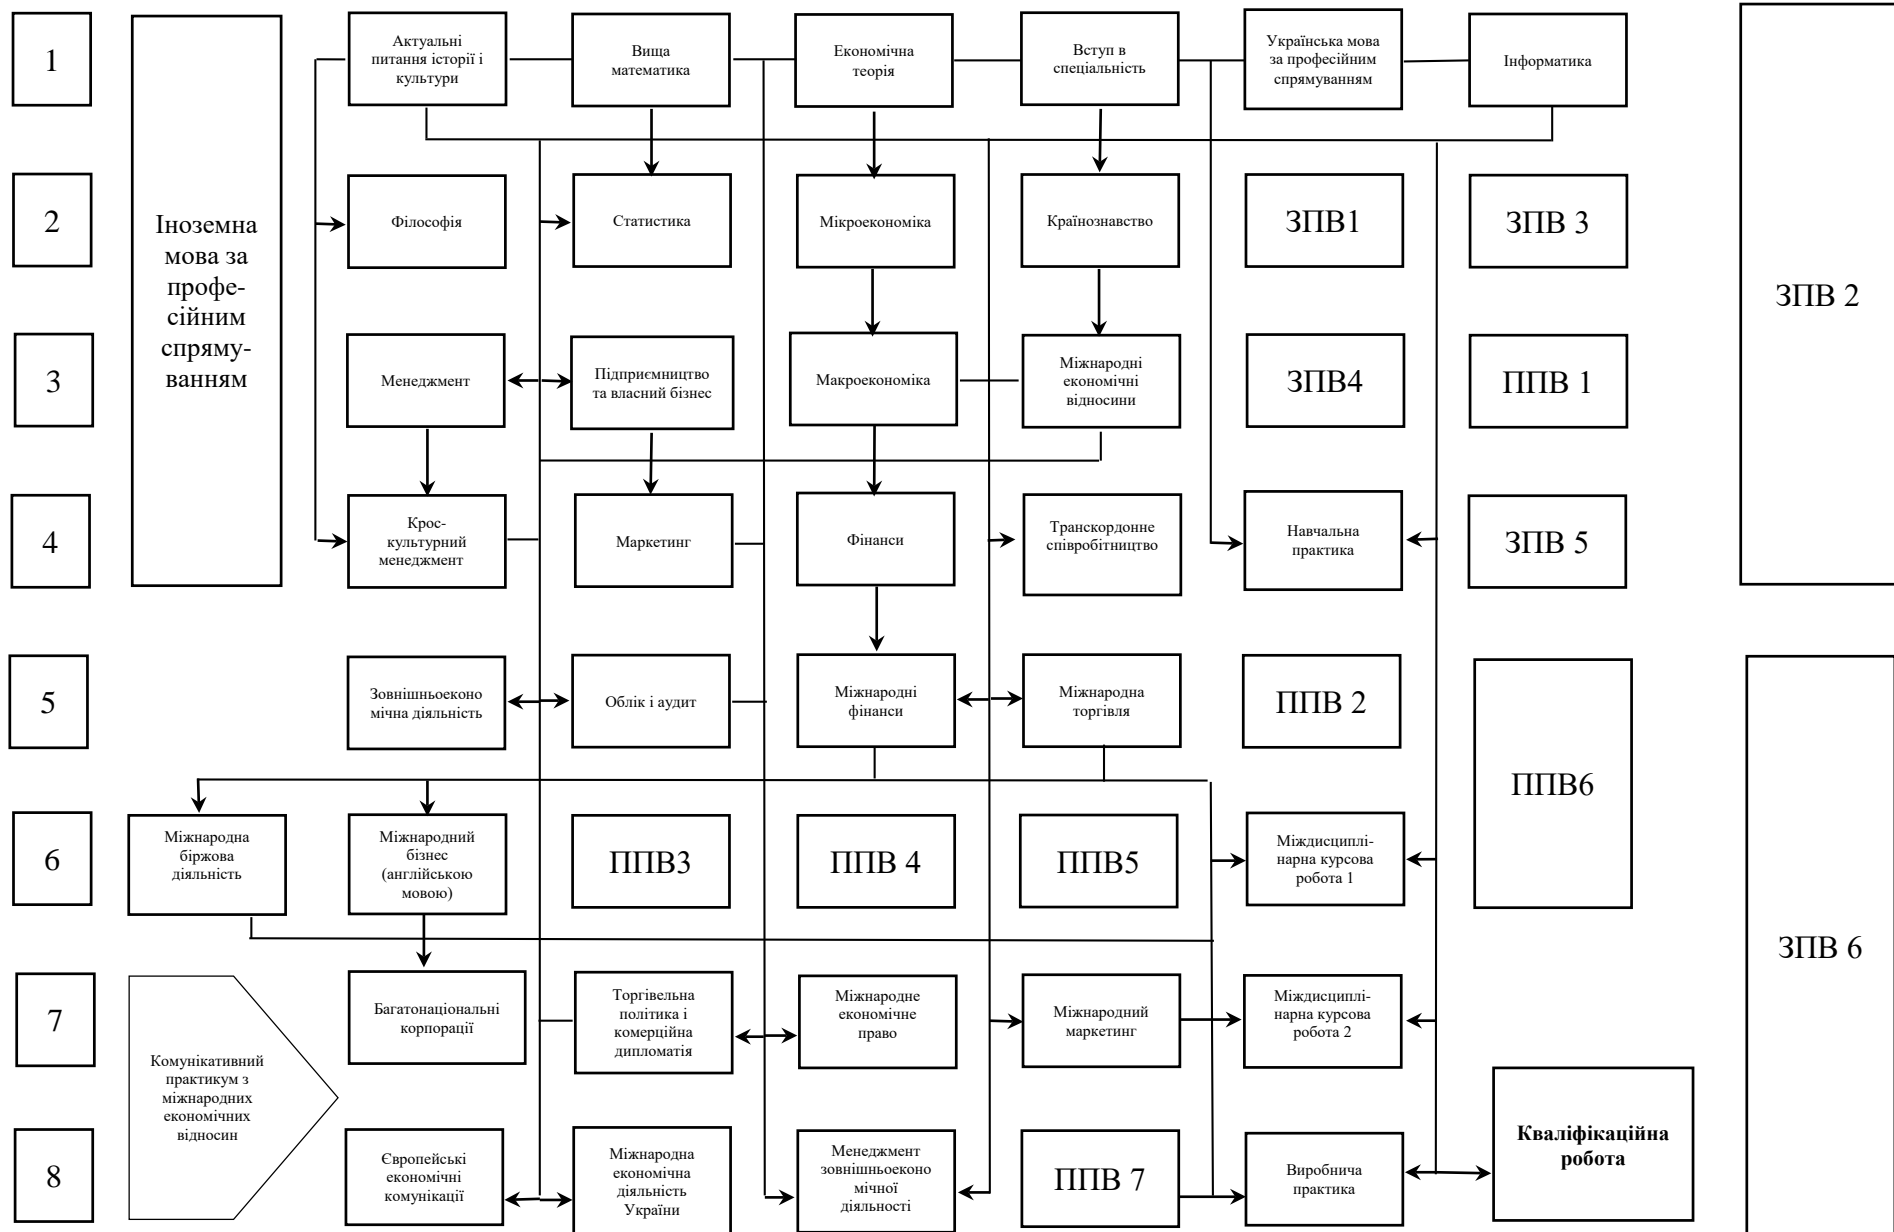 1
Актуальні
питання історії і
культури
Вища
математика
Економічна
теорія
Вступ в
спеціальність
Українська мова
за професійним
спрямуванням
Інформатика
2
Іноземна
мова за
профе-
сійним
спряму-
ванням
Філософія
Статистика
Мікроекономіка
Країнознавство
ЗПВ1
ЗПВ 3
ЗПВ 2
3
Менеджмент
Підприємництво
та власний бізнес
Макроекономіка
Міжнародні
економічні
відносини
ЗПВ4
ППВ 1
4
Крос-
культурний
менеджмент
Маркетинг
Фінанси
Транскордонне
співробітництво
Навчальна
практика
ЗПВ 5
5
Зовнішньоеконо
мічна діяльність
Облік і аудит
Міжнародні
фінанси
Міжнародна
торгівля
ППВ 2
ППВ6
6
Міжнародна
біржова
діяльність
Міжнародний
бізнес
(англійською
мовою)
ППВ3
ППВ 4
ППВ5
Міждисциплі-
нарна курсова
робота 1
ЗПВ 6
7
Багатонаціональні
корпорації
Торгівельна
політика і
комерційна
дипломатія
Міжнародне
економічне
право
Міжнародний
маркетинг
Міждисциплі-
нарна курсова
робота 2
Комунікативний
практикум з
міжнародних
економічних
відносин
8
Європейські
економічні
комунікації
Міжнародна
економічна
діяльність
України
Менеджмент
зовнішньоеконо
мічної
діяльності
ППВ 7
Виробнича
практика
Кваліфікаційна
робота